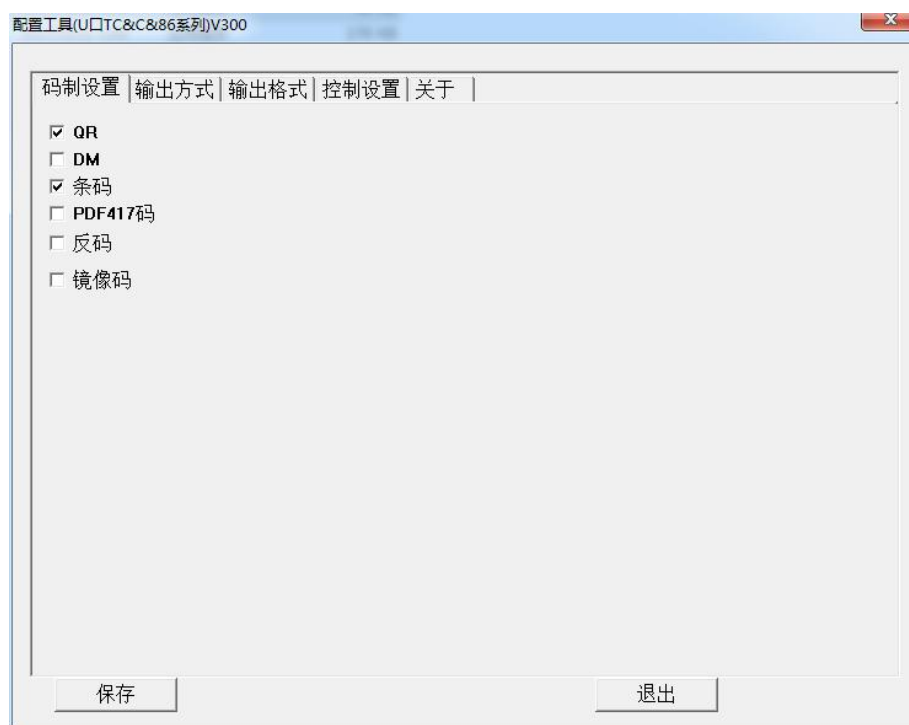 配置工具(U口TC&C&86系列)V300
码制设置 输出方式 输出格式 控制设置 关于
QR
DM
条码
PDF417码
反码
镜像码
保存 退出